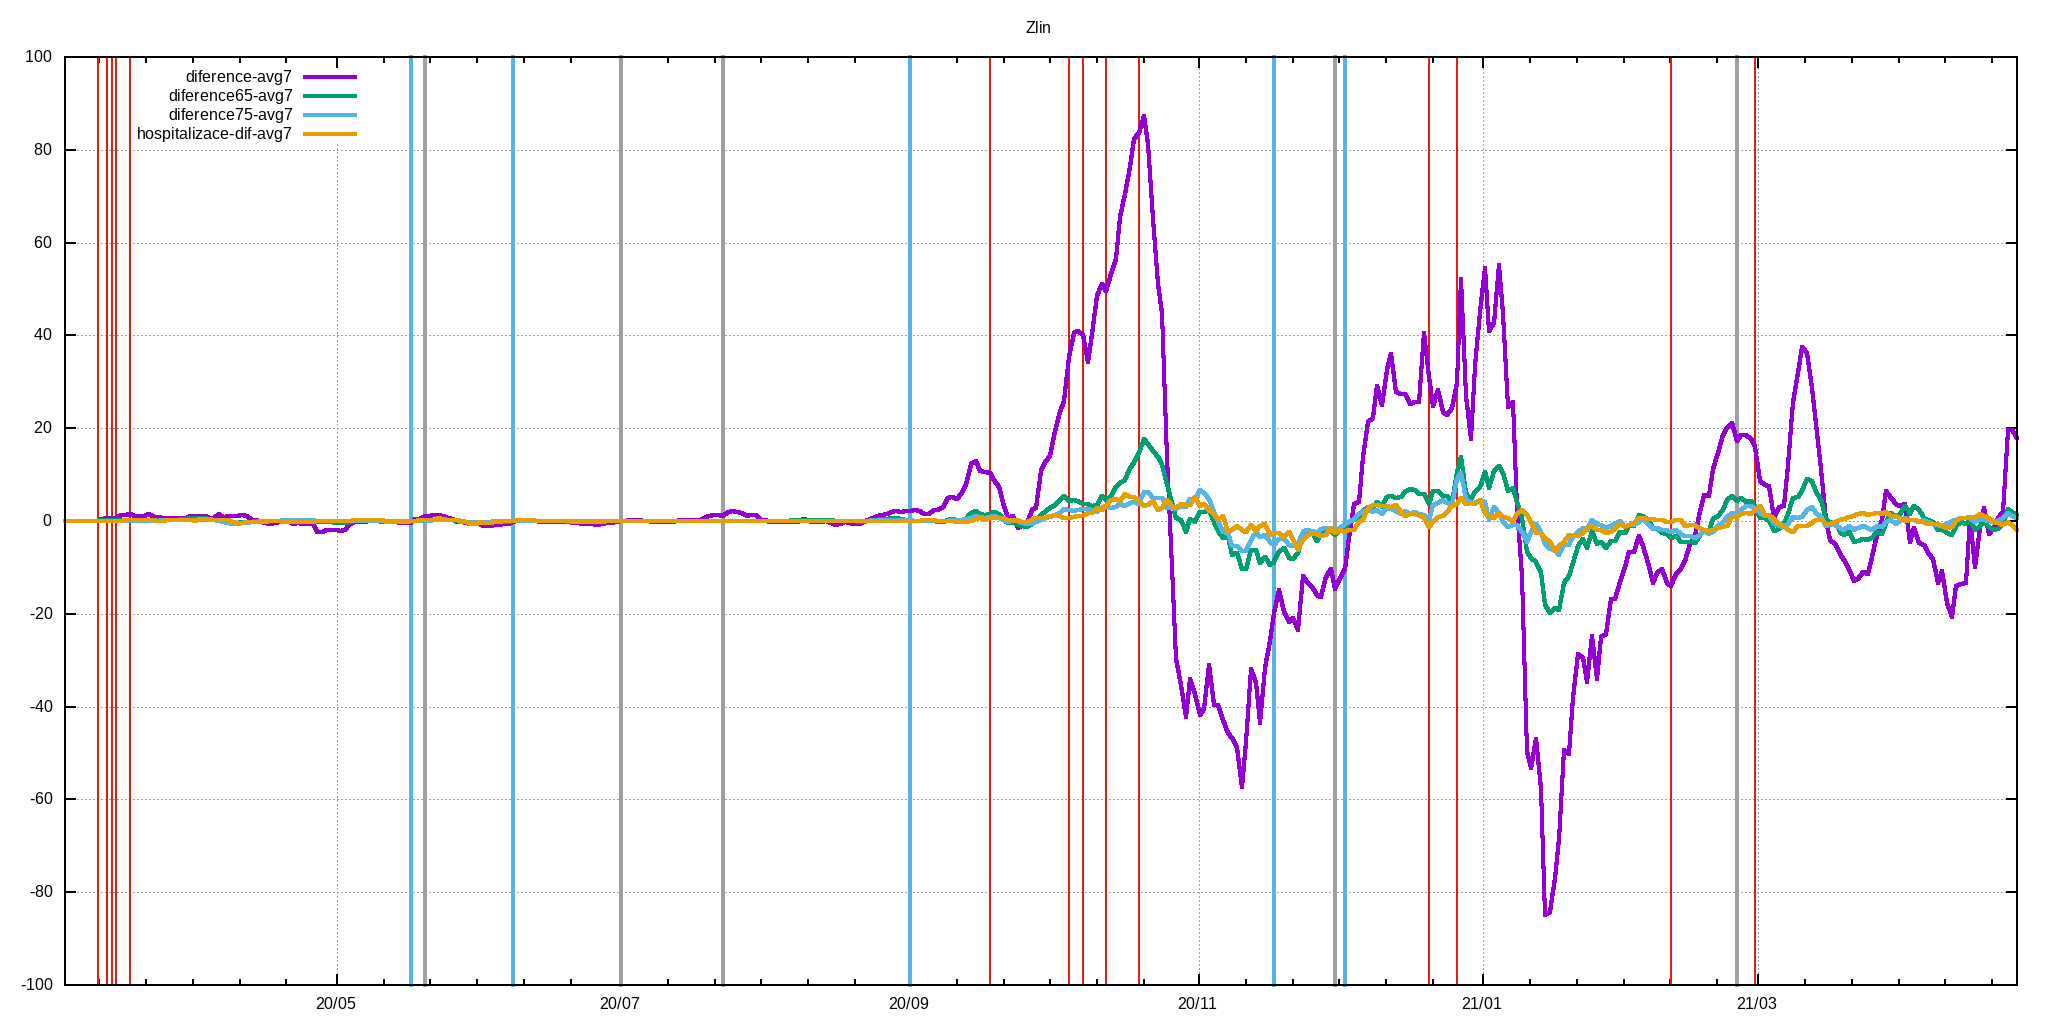 Zlin
diference-avg7
diference65-avg7
diference75-avg7
hospitalizace-dif-avg7
100
80
60
40
20
0
-20
-40
-60
-80
-100
20/05 20/07 20/09 20/11 21/01 21/03